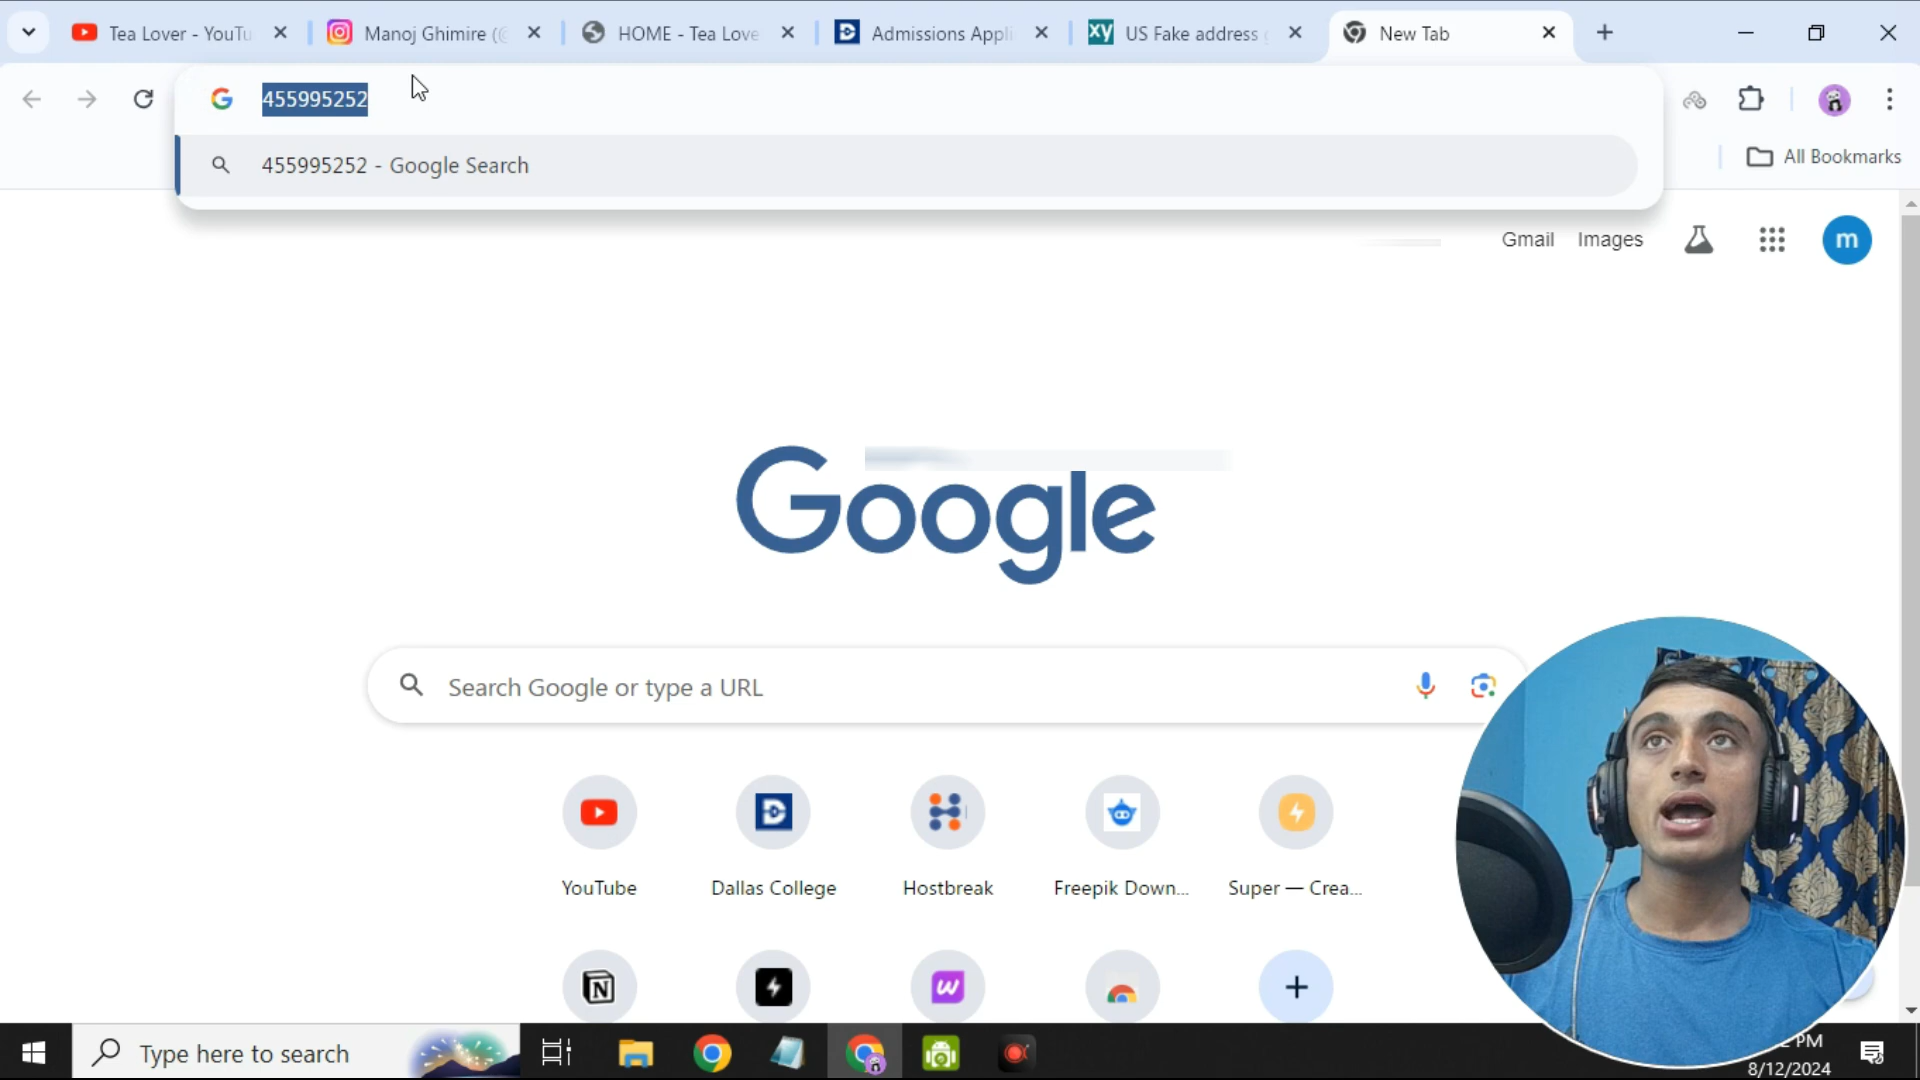 Tea Lover - YouTu
Manoj Ghimire (@
HOME - Tea Love
Admissions Appli
XY
US Fake address g
New Tab
455995252
455995252 - Google Search
All Bookmarks
Gmail
Images
m
Google
Search Google or type a URL
YouTube
Dallas College
Hostbreak
Freepik Down...
Super — Crea...
Type here to search
2 PM
8/12/2024